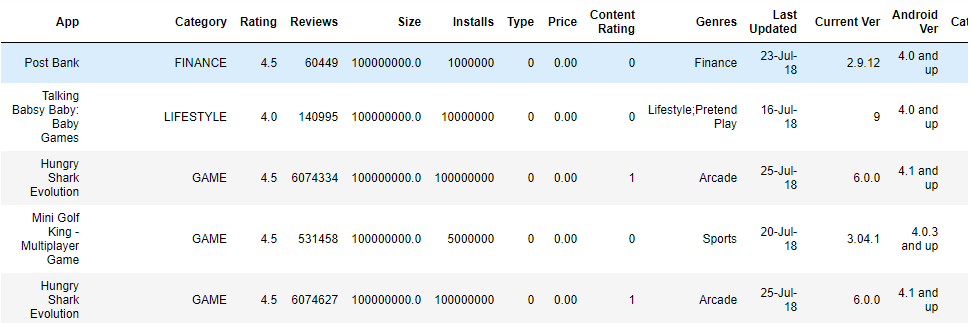 App Category Rating Reviews Size Installs Type Price Content Rating Genres Last Updated Current Ver Android Ver Cat
Post Bank FINANCE 4.5 60449 100000000.0 1000000 0 0.00 0 Finance 23-Jul-18 2.9.12 4.0 and up
Talking Babsy Baby: Baby Games LIFESTYLE 4.0 140995 100000000.0 10000000 0 0.00 0 Lifestyle;Pretend Play 16-Jul-18 9 4.0 and up
Hungry Shark Evolution GAME 4.5 6074334 100000000.0 100000000 0 0.00 1 Arcade 25-Jul-18 6.0.0 4.1 and up
Mini Golf King - Multiplayer Game GAME 4.5 531458 100000000.0 5000000 0 0.00 0 Sports 20-Jul-18 3.04.1 4.0.3 and up
Hungry Shark Evolution GAME 4.5 6074627 100000000.0 100000000 0 0.00 1 Arcade 25-Jul-18 6.0.0 4.1 and up